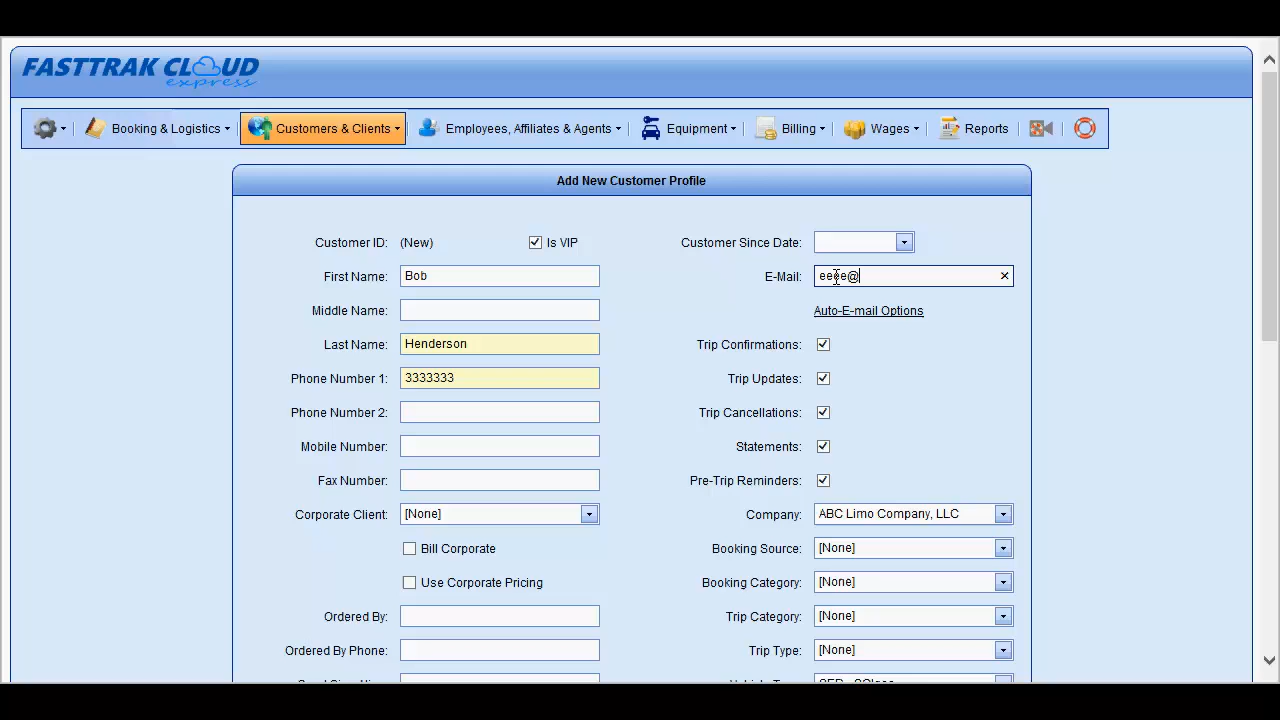 FASTTRAK CLOUD
express
Booking & Logistics
Customers & Clients
Employees, Affiliates & Agents
Equipment
Billing
Wages
Reports
Add New Customer Profile
Customer ID: (New) Is VIP Customer Since Date:
First Name: Bob E-Mail: eeee@
Middle Name: Auto-E-mail Options
Last Name: Henderson Trip Confirmations:
Phone Number 1: 3333333 Trip Updates:
Phone Number 2: Trip Cancellations:
Mobile Number: Statements:
Fax Number: Pre-Trip Reminders:
Corporate Client: [None] Company: ABC Limo Company, LLC
Bill Corporate Booking Source: [None]
Use Corporate Pricing Booking Category: [None]
Ordered By: Trip Category: [None]
Ordered By Phone: Trip Type: [None]